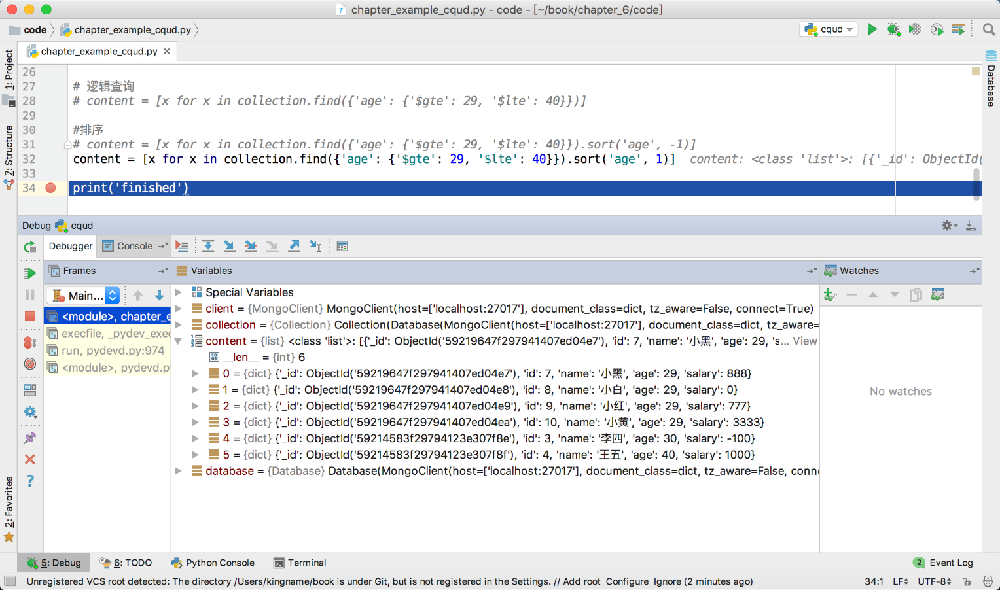 chapter_example_cqud.py - code - [~/book/chapter_6/code]
code chapter_example_cqud.py cqud
chapter_example_cqud.py
1: Project
Z: Structure
2: Favorites
Database
26
27 # 逻辑查询
28 # content = [x for x in collection.find({'age': {'$gte': 29, '$lte': 40}})]
29
30 #排序
31 # content = [x for x in collection.find({'age': {'$gte': 29, '$lte': 40}}).sort('age', -1)]
32 content = [x for x in collection.find({'age': {'$gte': 29, '$lte': 40}}).sort('age', 1)] content: <class 'list'>: [{'_id': ObjectId(
33
34 print('finished')
Debug cqud
Debugger Console
Frames
Main...
<module>, chapter_e
execfile, _pydev_exec
run, pydevd.py:974
<module>, pydevd.p
Variables
Special Variables
client = {MongoClient} MongoClient(host=['localhost:27017'], document_class=dict, tz_aware=False, connect=True)
collection = {Collection} Collection(Database(MongoClient(host=['localhost:27017'], document_class=dict, tz_aware=
content = {list} <class 'list'>: [{'_id': ObjectId('59219647f297941407ed04e7'), 'id': 7, 'name': '小黑', 'age': 29, 's... View
__len__ = {int} 6
0 = {dict} {'_id': ObjectId('59219647f297941407ed04e7'), 'id': 7, 'name': '小黑', 'age': 29, 'salary': 888}
1 = {dict} {'_id': ObjectId('59219647f297941407ed04e8'), 'id': 8, 'name': '小白', 'age': 29, 'salary': 0}
2 = {dict} {'_id': ObjectId('59219647f297941407ed04e9'), 'id': 9, 'name': '小红', 'age': 29, 'salary': 777}
3 = {dict} {'_id': ObjectId('59219647f297941407ed04ea'), 'id': 10, 'name': '小黄', 'age': 29, 'salary': 3333}
4 = {dict} {'_id': ObjectId('59214583f29794123e307f8e'), 'id': 3, 'name': '李四', 'age': 30, 'salary': -100}
5 = {dict} {'_id': ObjectId('59214583f29794123e307f8f'), 'id': 4, 'name': '王五', 'age': 40, 'salary': 1000}
database = {Database} Database(MongoClient(host=['localhost:27017'], document_class=dict, tz_aware=False, conne
Watches
No watches
5: Debug 6: TODO Python Console Terminal 2 Event Log
Unregistered VCS root detected: The directory /Users/kingname/book is under Git, but is not registered in the Settings. // Add root Configure Ignore (2 minutes ago) 34:1 LF UTF-8